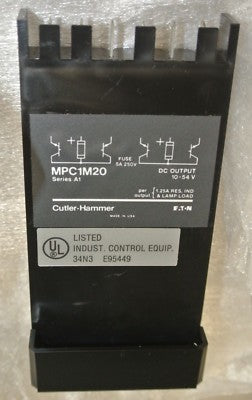 FUSE
5A 250V
MPC1M20
Series A1
DC OUTPUT
10-54 V
per output { 1.25A RES, IND & LAMP LOAD
Cutler-Hammer
E·T·N
MADE IN USA
UL
LISTED
INDUST. CONTROL EQUIP.
34N3 E95449